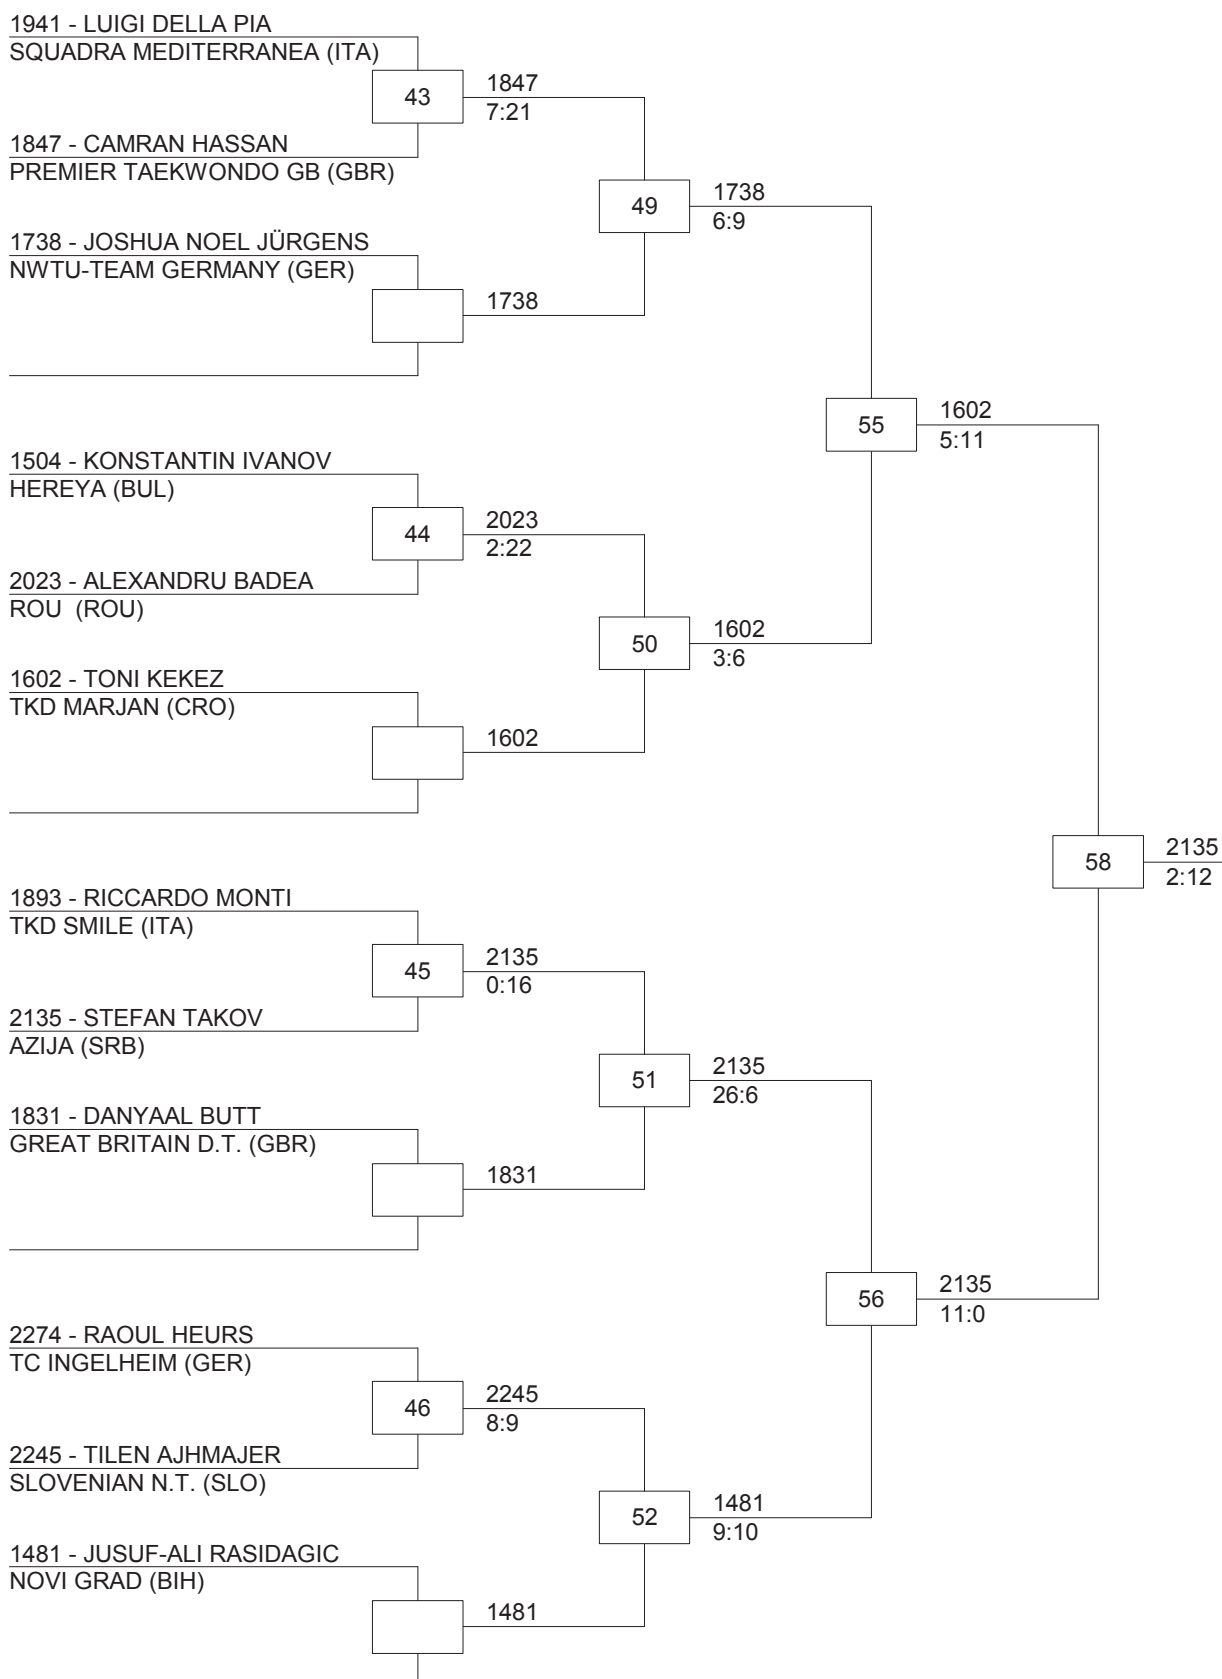 1941 - LUIGI DELLA PIA
SQUADRA MEDITERRANEA (ITA)
43
1847
7:21
1847 - CAMRAN HASSAN
PREMIER TAEKWONDO GB (GBR)
49
1738
6:9
1738 - JOSHUA NOEL JÜRGENS
NWTU-TEAM GERMANY (GER)
1738
55
1602
5:11
1504 - KONSTANTIN IVANOV
HEREYA (BUL)
44
2023
2:22
2023 - ALEXANDRU BADEA
ROU (ROU)
50
1602
3:6
1602 - TONI KEKEZ
TKD MARJAN (CRO)
1602
58
2135
2:12
1893 - RICCARDO MONTI
TKD SMILE (ITA)
45
2135
0:16
2135 - STEFAN TAKOV
AZIJA (SRB)
51
2135
26:6
1831 - DANYAAL BUTT
GREAT BRITAIN D.T. (GBR)
1831
56
2135
11:0
2274 - RAOUL HEURS
TC INGELHEIM (GER)
46
2245
8:9
2245 - TILEN AJHMAJER
SLOVENIAN N.T. (SLO)
52
1481
9:10
1481 - JUSUF-ALI RASIDAGIC
NOVI GRAD (BIH)
1481